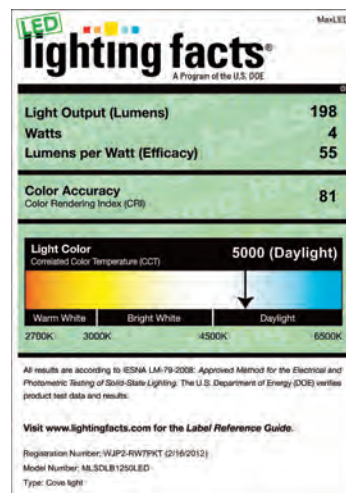 MaxLED
LED
lighting facts®
A Program of the U.S. DOE
Light Output (Lumens) 198
Watts 4
Lumens per Watt (Efficacy) 55
Color Accuracy 81
Color Rendering Index (CRI)
Light Color 5000 (Daylight)
Correlated Color Temperature (CCT)
Warm White Bright White Daylight
2700K 3000K 4500K 6500K
All results are according to IESNA LM-79-2008: Approved Method for the Electrical and
Photometric Testing of Solid-State Lighting. The U.S. Department of Energy (DOE) verifies
product test data and results.
Visit www.lightingfacts.com for the Label Reference Guide.
Registration Number: WJP2-RW7PKT (2/16/2012)
Model Number: MLSDLB1250LED
Type: Cove light